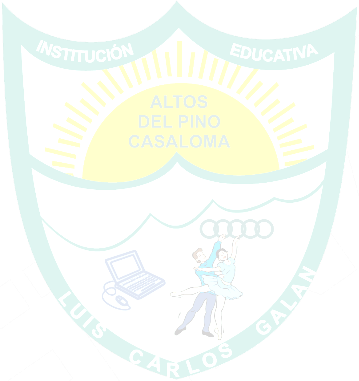 INSTITUCIÓN EDUCATIVA
ALTOS
DEL PINO
CASALOMA
LUIS CARLOS GALAN